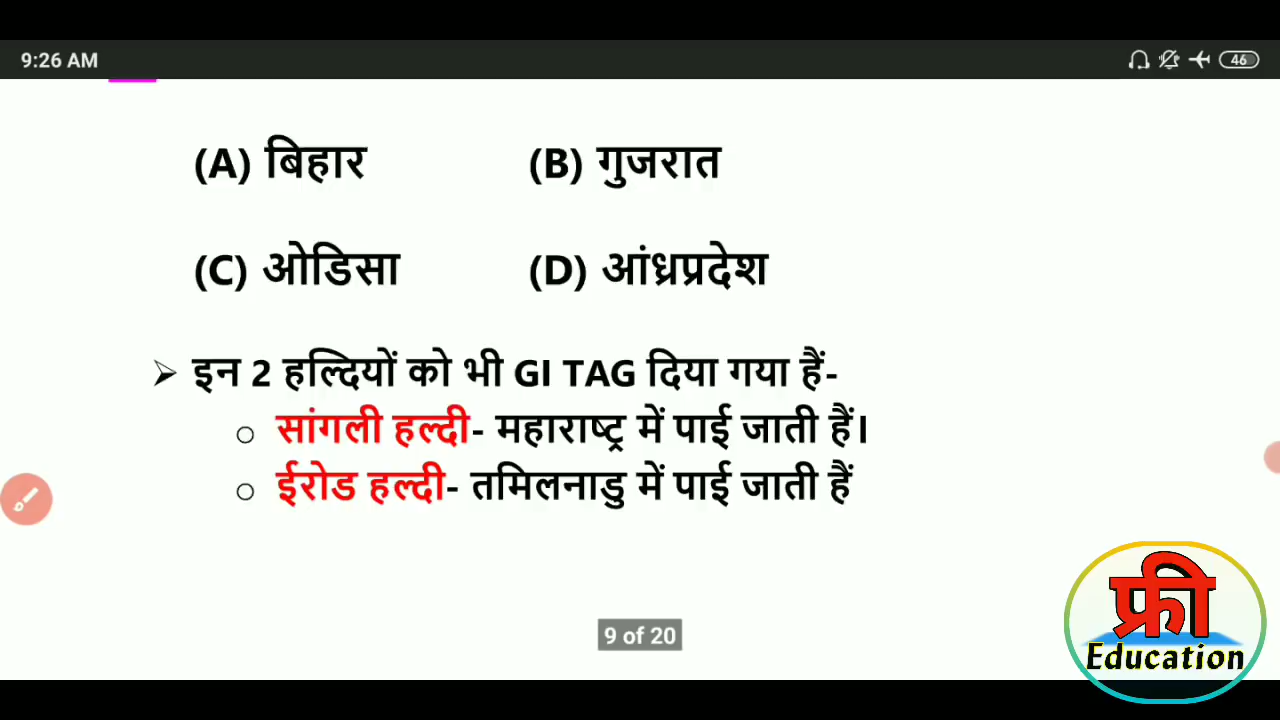 9:26 AM 46
(A) बिहार (B) गुजरात
(C) ओडिसा (D) आंध्रप्रदेश
➢ इन 2 हल्दियों को भी GI TAG दिया गया हैं-
○ सांगली हल्दी- महाराष्ट्र में पाई जाती हैं।
○ ईरोड हल्दी- तमिलनाडु में पाई जाती हैं
9 of 20
फ्री
Education